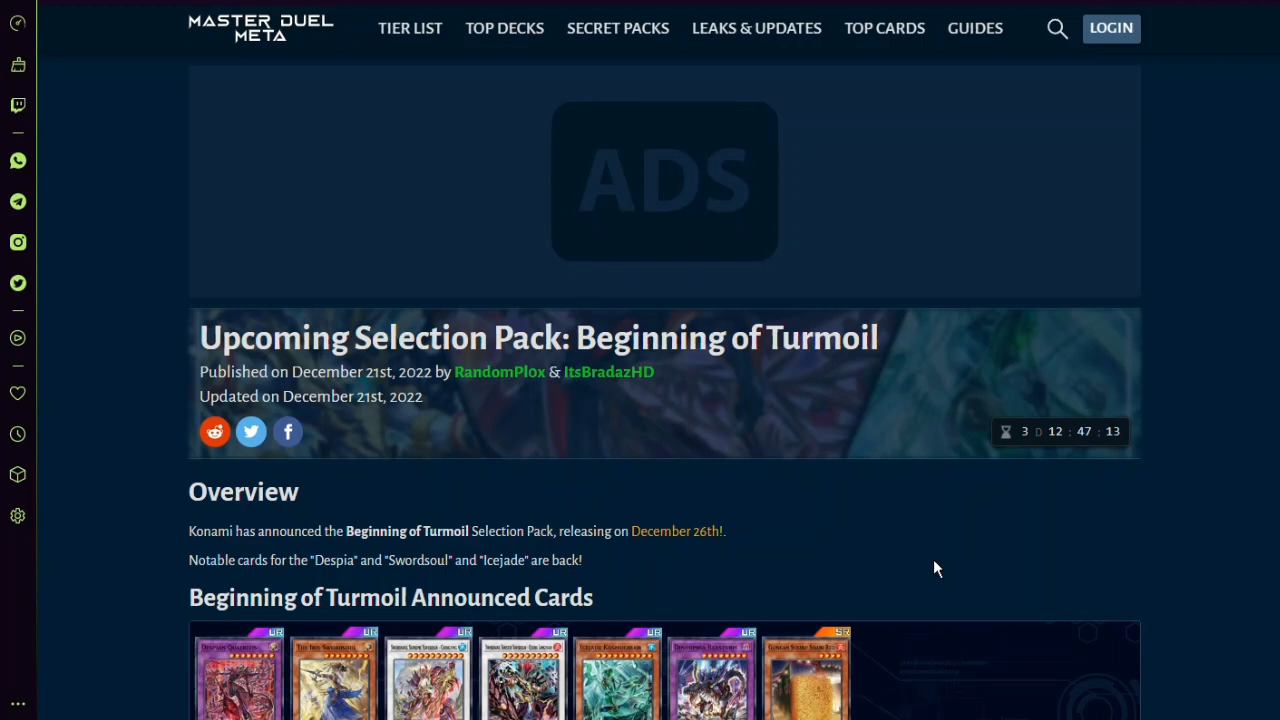 MASTER DUEL
META
TIER LIST
TOP DECKS
SECRET PACKS
LEAKS & UPDATES
TOP CARDS
GUIDES
LOGIN
ADS
Upcoming Selection Pack: Beginning of Turmoil
Published on December 21st, 2022 by RandomPlox & ItsBradazHD
Updated on December 21st, 2022
3 D 12 : 47 : 13
Overview
Konami has announced the Beginning of Turmoil Selection Pack, releasing on December 26th!.
Notable cards for the "Despia" and "Swordsoul" and "Icejade" are back!
Beginning of Turmoil Announced Cards
UR
UR
UR
UR
UR
UR
SR